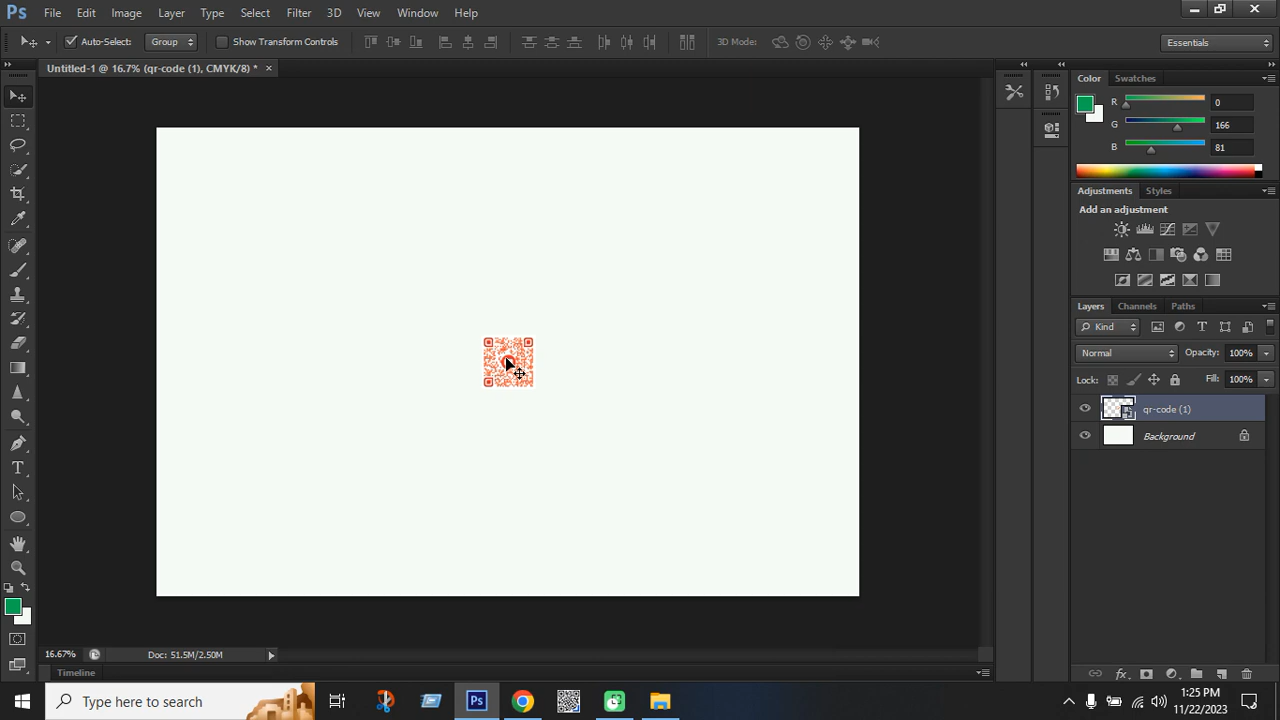 Ps File Edit Image Layer Type Select Filter 3D View Window Help
Auto-Select: Group Show Transform Controls 3D Mode: Essentials
Untitled-1 @ 16.7% (qr-code (1), CMYK/8) * ×
Color Swatches
R 0
G 166
B 81
Adjustments Styles
Add an adjustment
Layers Channels Paths
Kind
Normal Opacity: 100%
Lock: Fill: 100%
qr-code (1)
Background
T
16.67% Doc: 51.5M/2.50M
Timeline
Type here to search
Ps
1:25 PM
11/22/2023